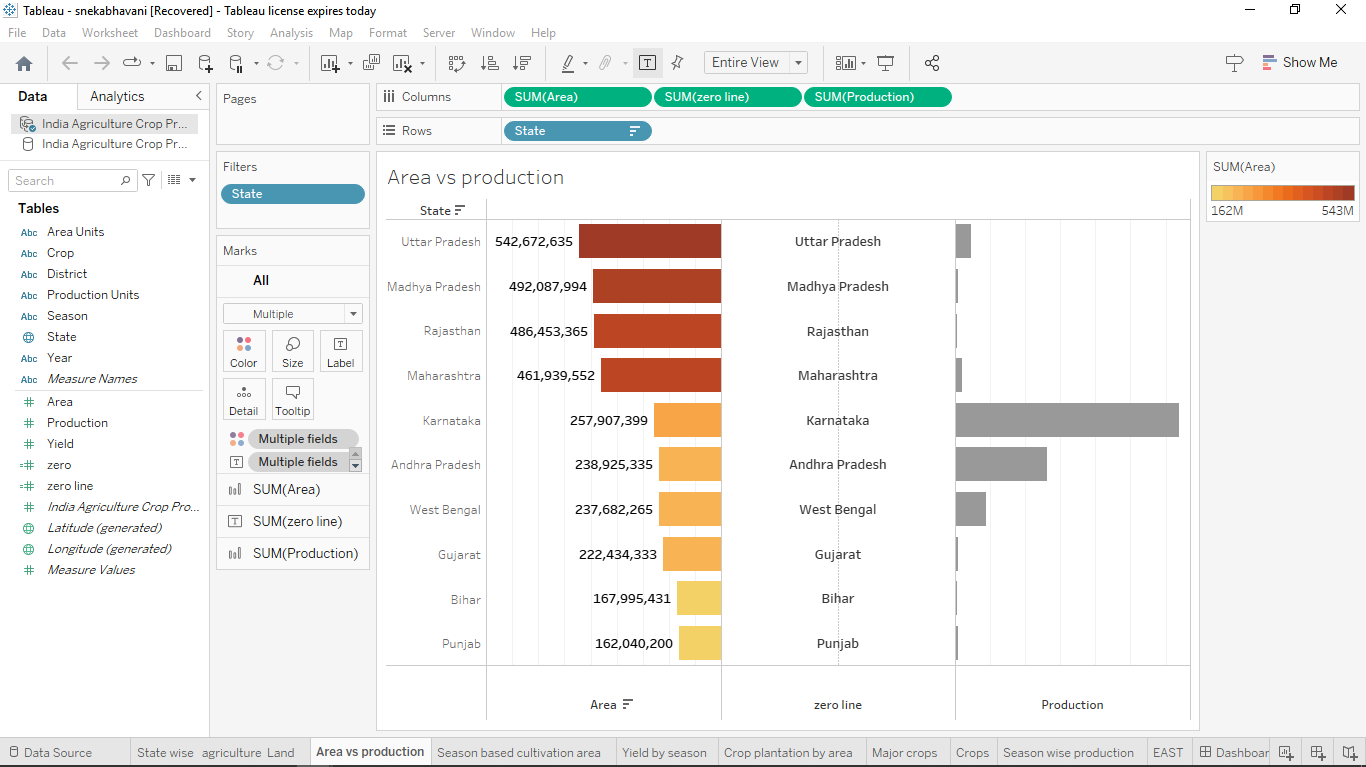 Tableau - snekabhavani [Recovered] - Tableau license expires today
File Data Worksheet Dashboard Story Analysis Map Format Server Window Help
Entire View
Show Me
Data Analytics
India Agriculture Crop Pr...
India Agriculture Crop Pr...
Search
Tables
Abc Area Units
Abc Crop
Abc District
Abc Production Units
Abc Season
State
Abc Year
Abc Measure Names
Area
Production
Yield
zero
zero line
India Agriculture Crop Pro...
Latitude (generated)
Longitude (generated)
Measure Values
Pages
Filters
State
Marks
All
Multiple
Color Size Label
Detail Tooltip
Multiple fields
Multiple fields
SUM(Area)
SUM(zero line)
SUM(Production)
Columns SUM(Area) SUM(zero line) SUM(Production)
Rows State
Area vs production
State
Uttar Pradesh 542,672,635 Uttar Pradesh
Madhya Pradesh 492,087,994 Madhya Pradesh
Rajasthan 486,453,365 Rajasthan
Maharashtra 461,939,552 Maharashtra
Karnataka 257,907,399 Karnataka
Andhra Pradesh 238,925,335 Andhra Pradesh
West Bengal 237,682,265 West Bengal
Gujarat 222,434,333 Gujarat
Bihar 167,995,431 Bihar
Punjab 162,040,200 Punjab
Area zero line Production
SUM(Area)
162M 543M
Data Source State wise agriculture Land Area vs production Season based cultivation area Yield by season Crop plantation by area Major crops Crops Season wise production EAST Dashboar